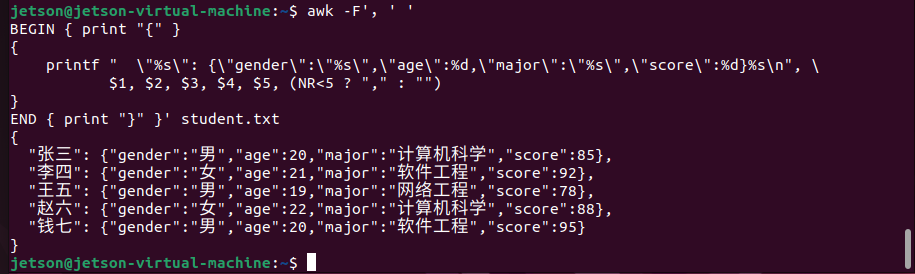 jetson@jetson-virtual-machine:~$ awk -F', ' '
BEGIN { print "{" }
{
    printf "  \"%s\": {\"gender\":\"%s\",\"age\":%d,\"major\":\"%s\",\"score\":%d}%s\n", \
           $1, $2, $3, $4, $5, (NR<5 ? "," : "")
}
END { print "}" }' student.txt
{
  "张三": {"gender":"男","age":20,"major":"计算机科学","score":85},
  "李四": {"gender":"女","age":21,"major":"软件工程","score":92},
  "王五": {"gender":"男","age":19,"major":"网络工程","score":78},
  "赵六": {"gender":"女","age":22,"major":"计算机科学","score":88},
  "钱七": {"gender":"男","age":20,"major":"软件工程","score":95}
}
jetson@jetson-virtual-machine:~$